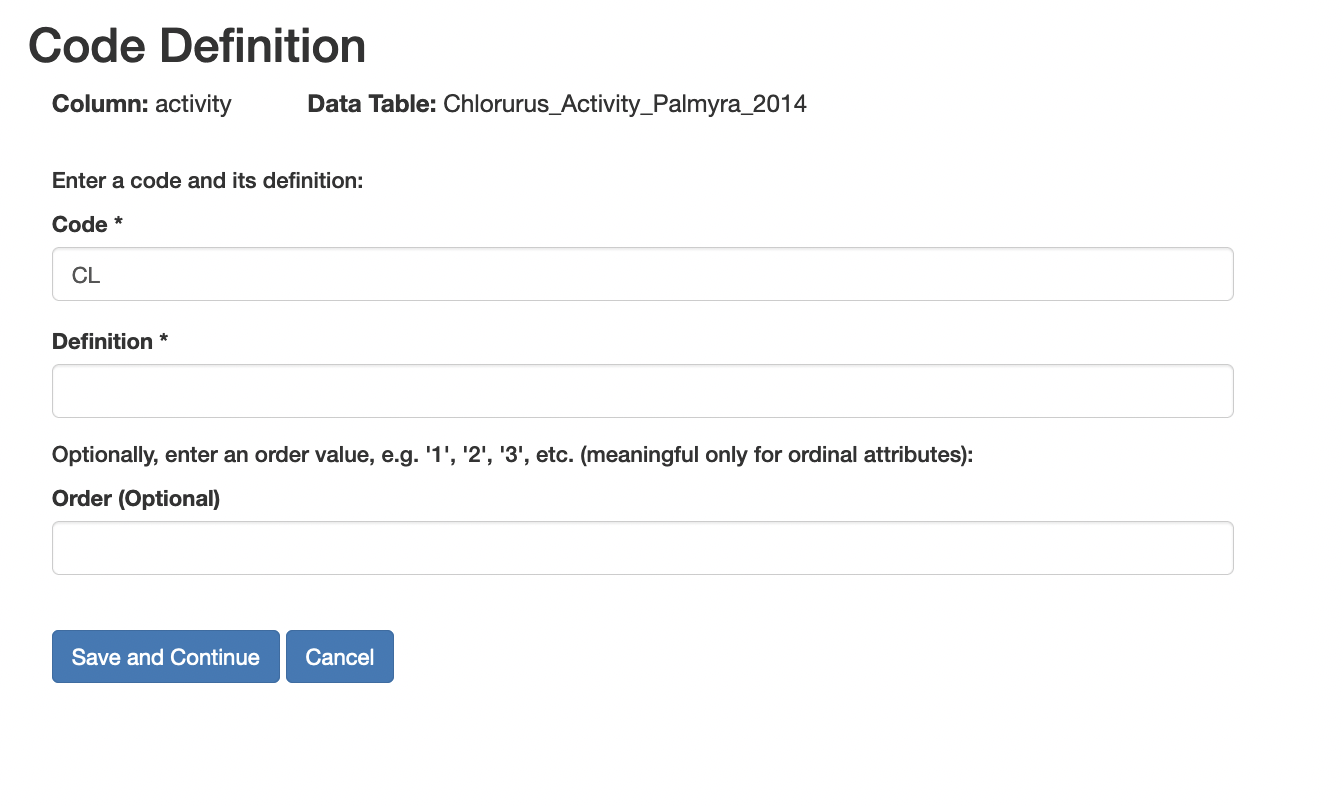 Code Definition
Column: activity Data Table: Chlorurus_Activity_Palmyra_2014
Enter a code and its definition:
Code *
CL
Definition *
Optionally, enter an order value, e.g. '1', '2', '3', etc. (meaningful only for ordinal attributes):
Order (Optional)
Save and Continue Cancel